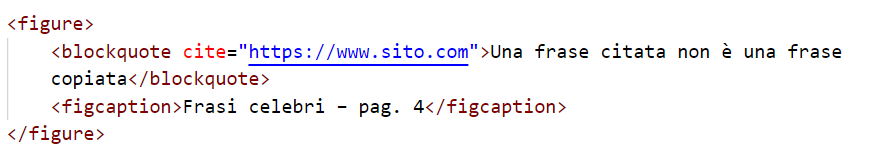 <figure>
<blockquote cite="https://www.sito.com">Una frase citata non è una frase
copiata</blockquote>
<figcaption>Frasi celebri – pag. 4</figcaption>
</figure>